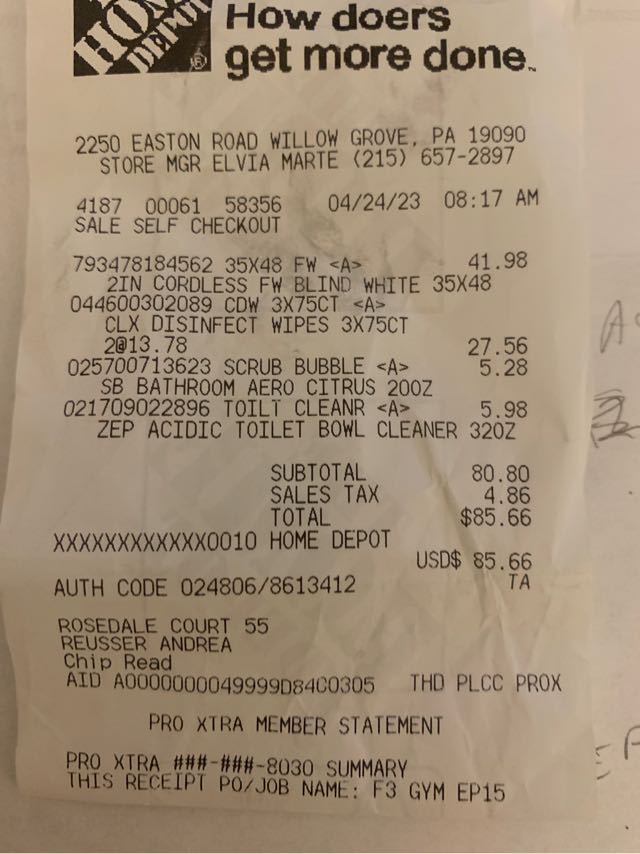 How doers
get more done.
2250 EASTON ROAD WILLOW GROVE, PA 19090
STORE MGR ELVIA MARTE (215) 657-2897
4187 00061 58356 04/24/23 08:17 AM
SALE SELF CHECKOUT
793478184562 35X48 FW <A> 41.98
2IN CORDLESS FW BLIND WHITE 35X48
044600302089 CDW 3X75CT <A>
CLX DISINFECT WIPES 3X75CT
2@13.78 27.56
025700713623 SCRUB BUBBLE <A> 5.28
SB BATHROOM AERO CITRUS 20OZ
021709022896 TOILT CLEANR <A> 5.98
ZEP ACIDIC TOILET BOWL CLEANER 32OZ
SUBTOTAL 80.80
SALES TAX 4.86
TOTAL $85.66
XXXXXXXXXXXX0010 HOME DEPOT
USD$ 85.66
AUTH CODE 024806/8613412 TA
ROSEDALE COURT 55
REUSSER ANDREA
Chip Read
AID A0000000049999D84C0305 THD PLCC PROX
PRO XTRA MEMBER STATEMENT
PRO XTRA ###-###-8030 SUMMARY
THIS RECEIPT PO/JOB NAME: F3 GYM EP15